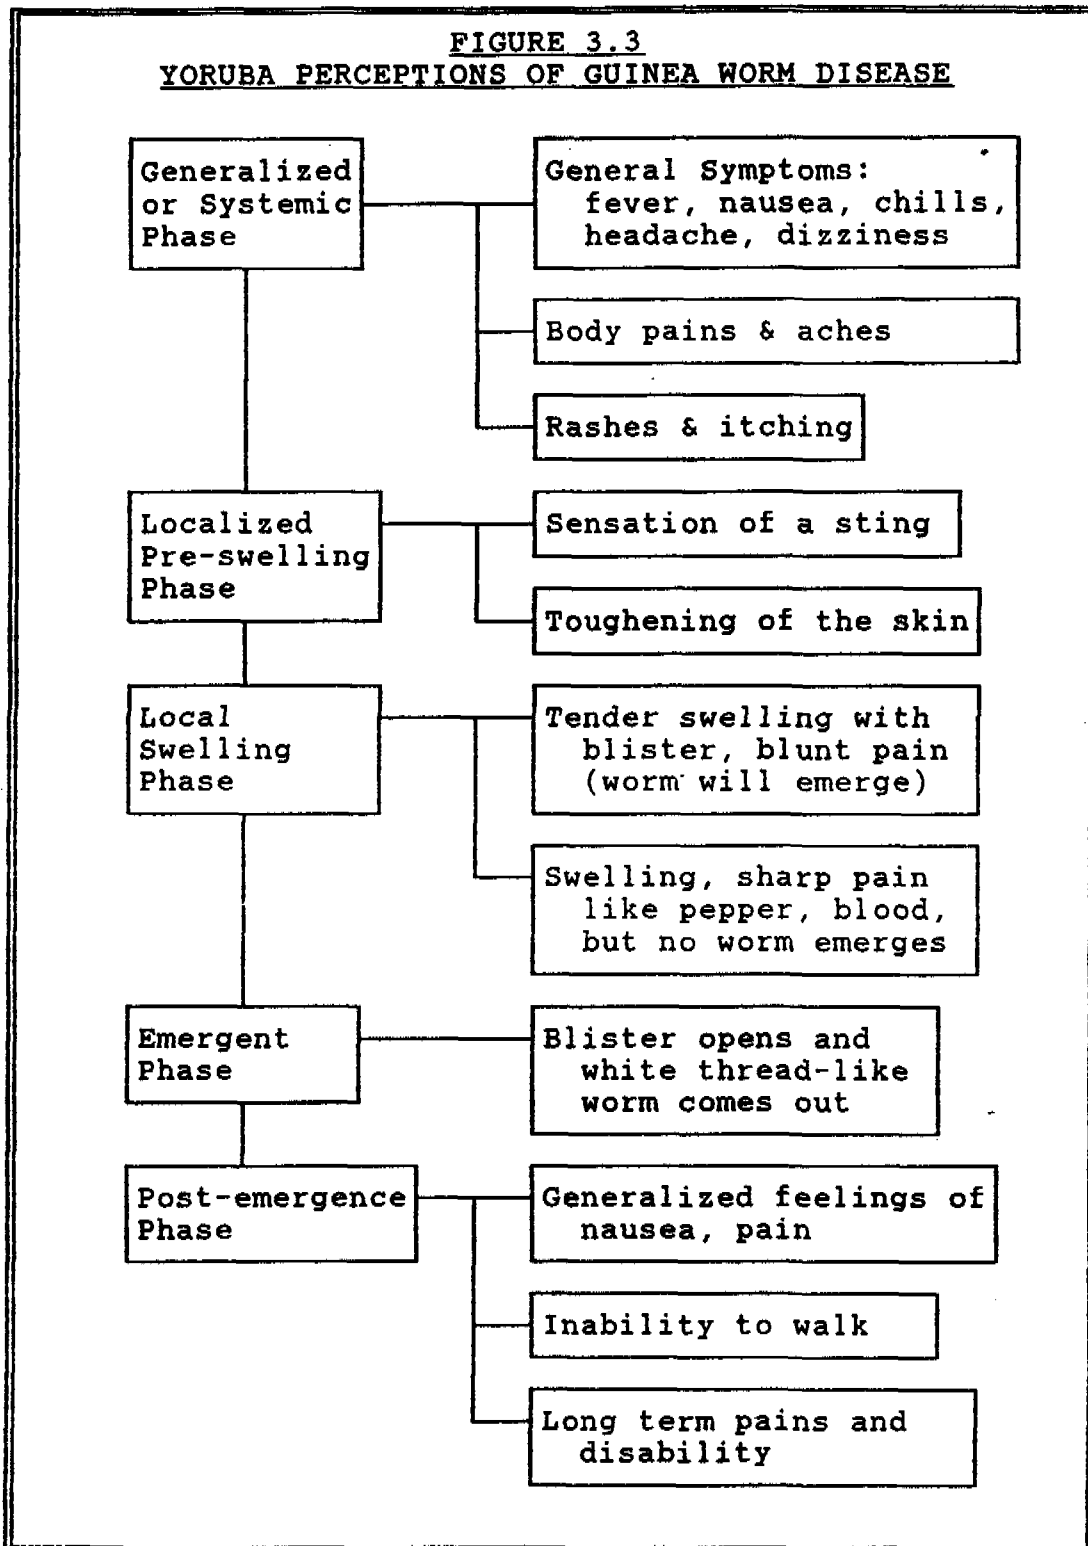 FIGURE 3.3
YORUBA PERCEPTIONS OF GUINEA WORM DISEASE
Generalized
or Systemic
Phase
General Symptoms:
fever, nausea, chills,
headache, dizziness
Body pains & aches
Rashes & itching
Localized
Pre-swelling
Phase
Sensation of a sting
Toughening of the skin
Local
Swelling
Phase
Tender swelling with
blister, blunt pain
(worm will emerge)
Swelling, sharp pain
like pepper, blood,
but no worm emerges
Emergent
Phase
Blister opens and
white thread-like
worm comes out
Post-emergence
Phase
Generalized feelings of
nausea, pain
Inability to walk
Long term pains and
disability